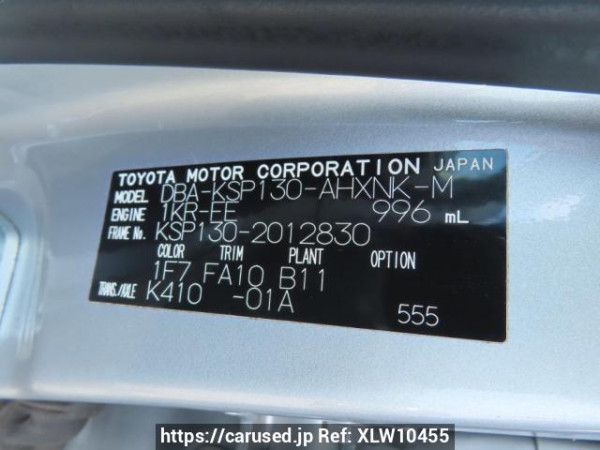 TOYOTA MOTOR CORPORATION JAPAN
MODEL DBA-KSP130-AHXNK-M
ENGINE 1KR-FE 996 mL
FRAME No. KSP130-2012830
COLOR TRIM PLANT OPTION
1F7 FA10 B11
TRANS./AXLE K410 -01A
555
https://carused.jp Ref: XLW10455